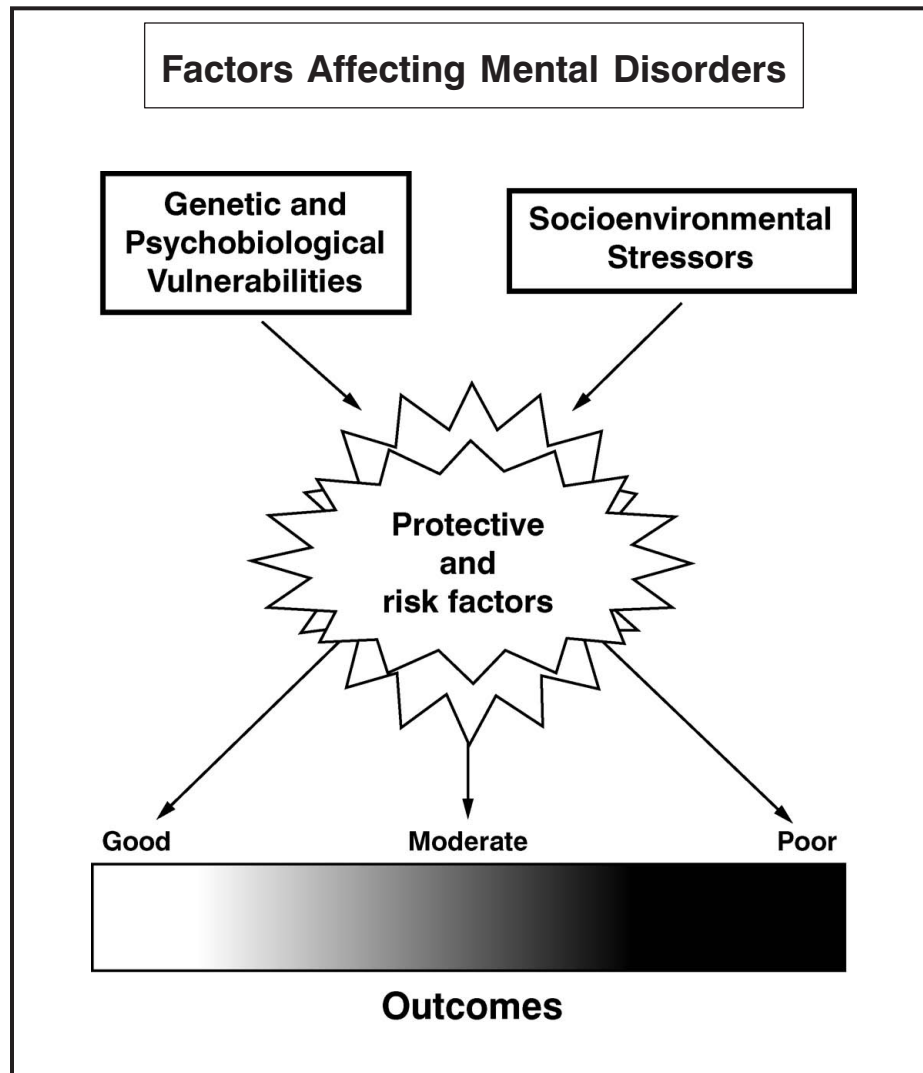 Factors Affecting Mental Disorders
Genetic and
Psychobiological
Vulnerabilities
Socioenvironmental
Stressors
Protective
and
risk factors
Good
Moderate
Poor
Outcomes